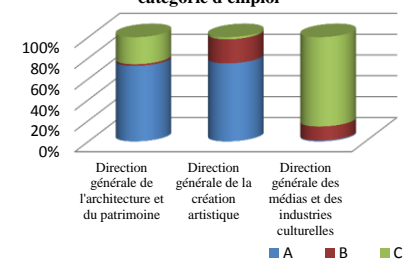 catégorie d'emploi
100%
80%
60%
40%
20%
0%
Direction
générale de
l'architecture et
du patrimoine
Direction
générale de la
création
artistique
Direction
générale des
médias et des
industries
culturelles
A B C